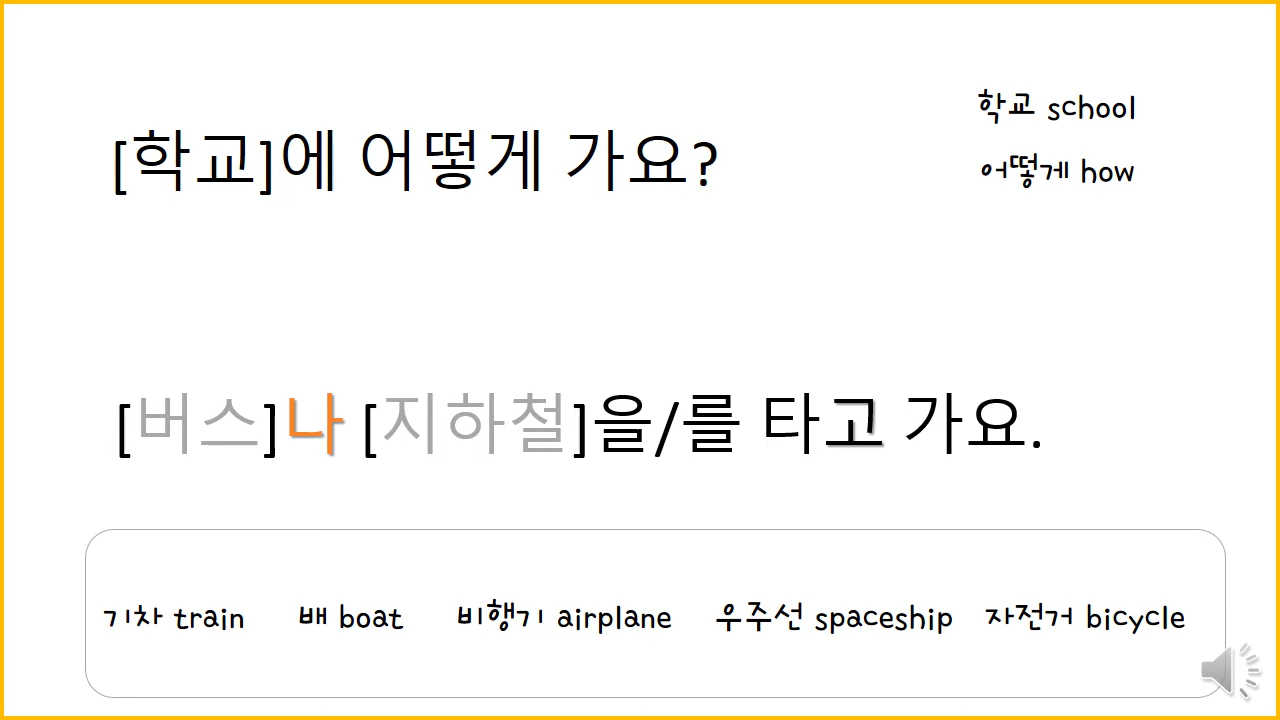 [학교]에 어떻게 가요?
학교 school
어떻게 how
[버스]나 [지하철]을/를 타고 가요.
기차 train 배 boat 비행기 airplane 우주선 spaceship 자전거 bicycle